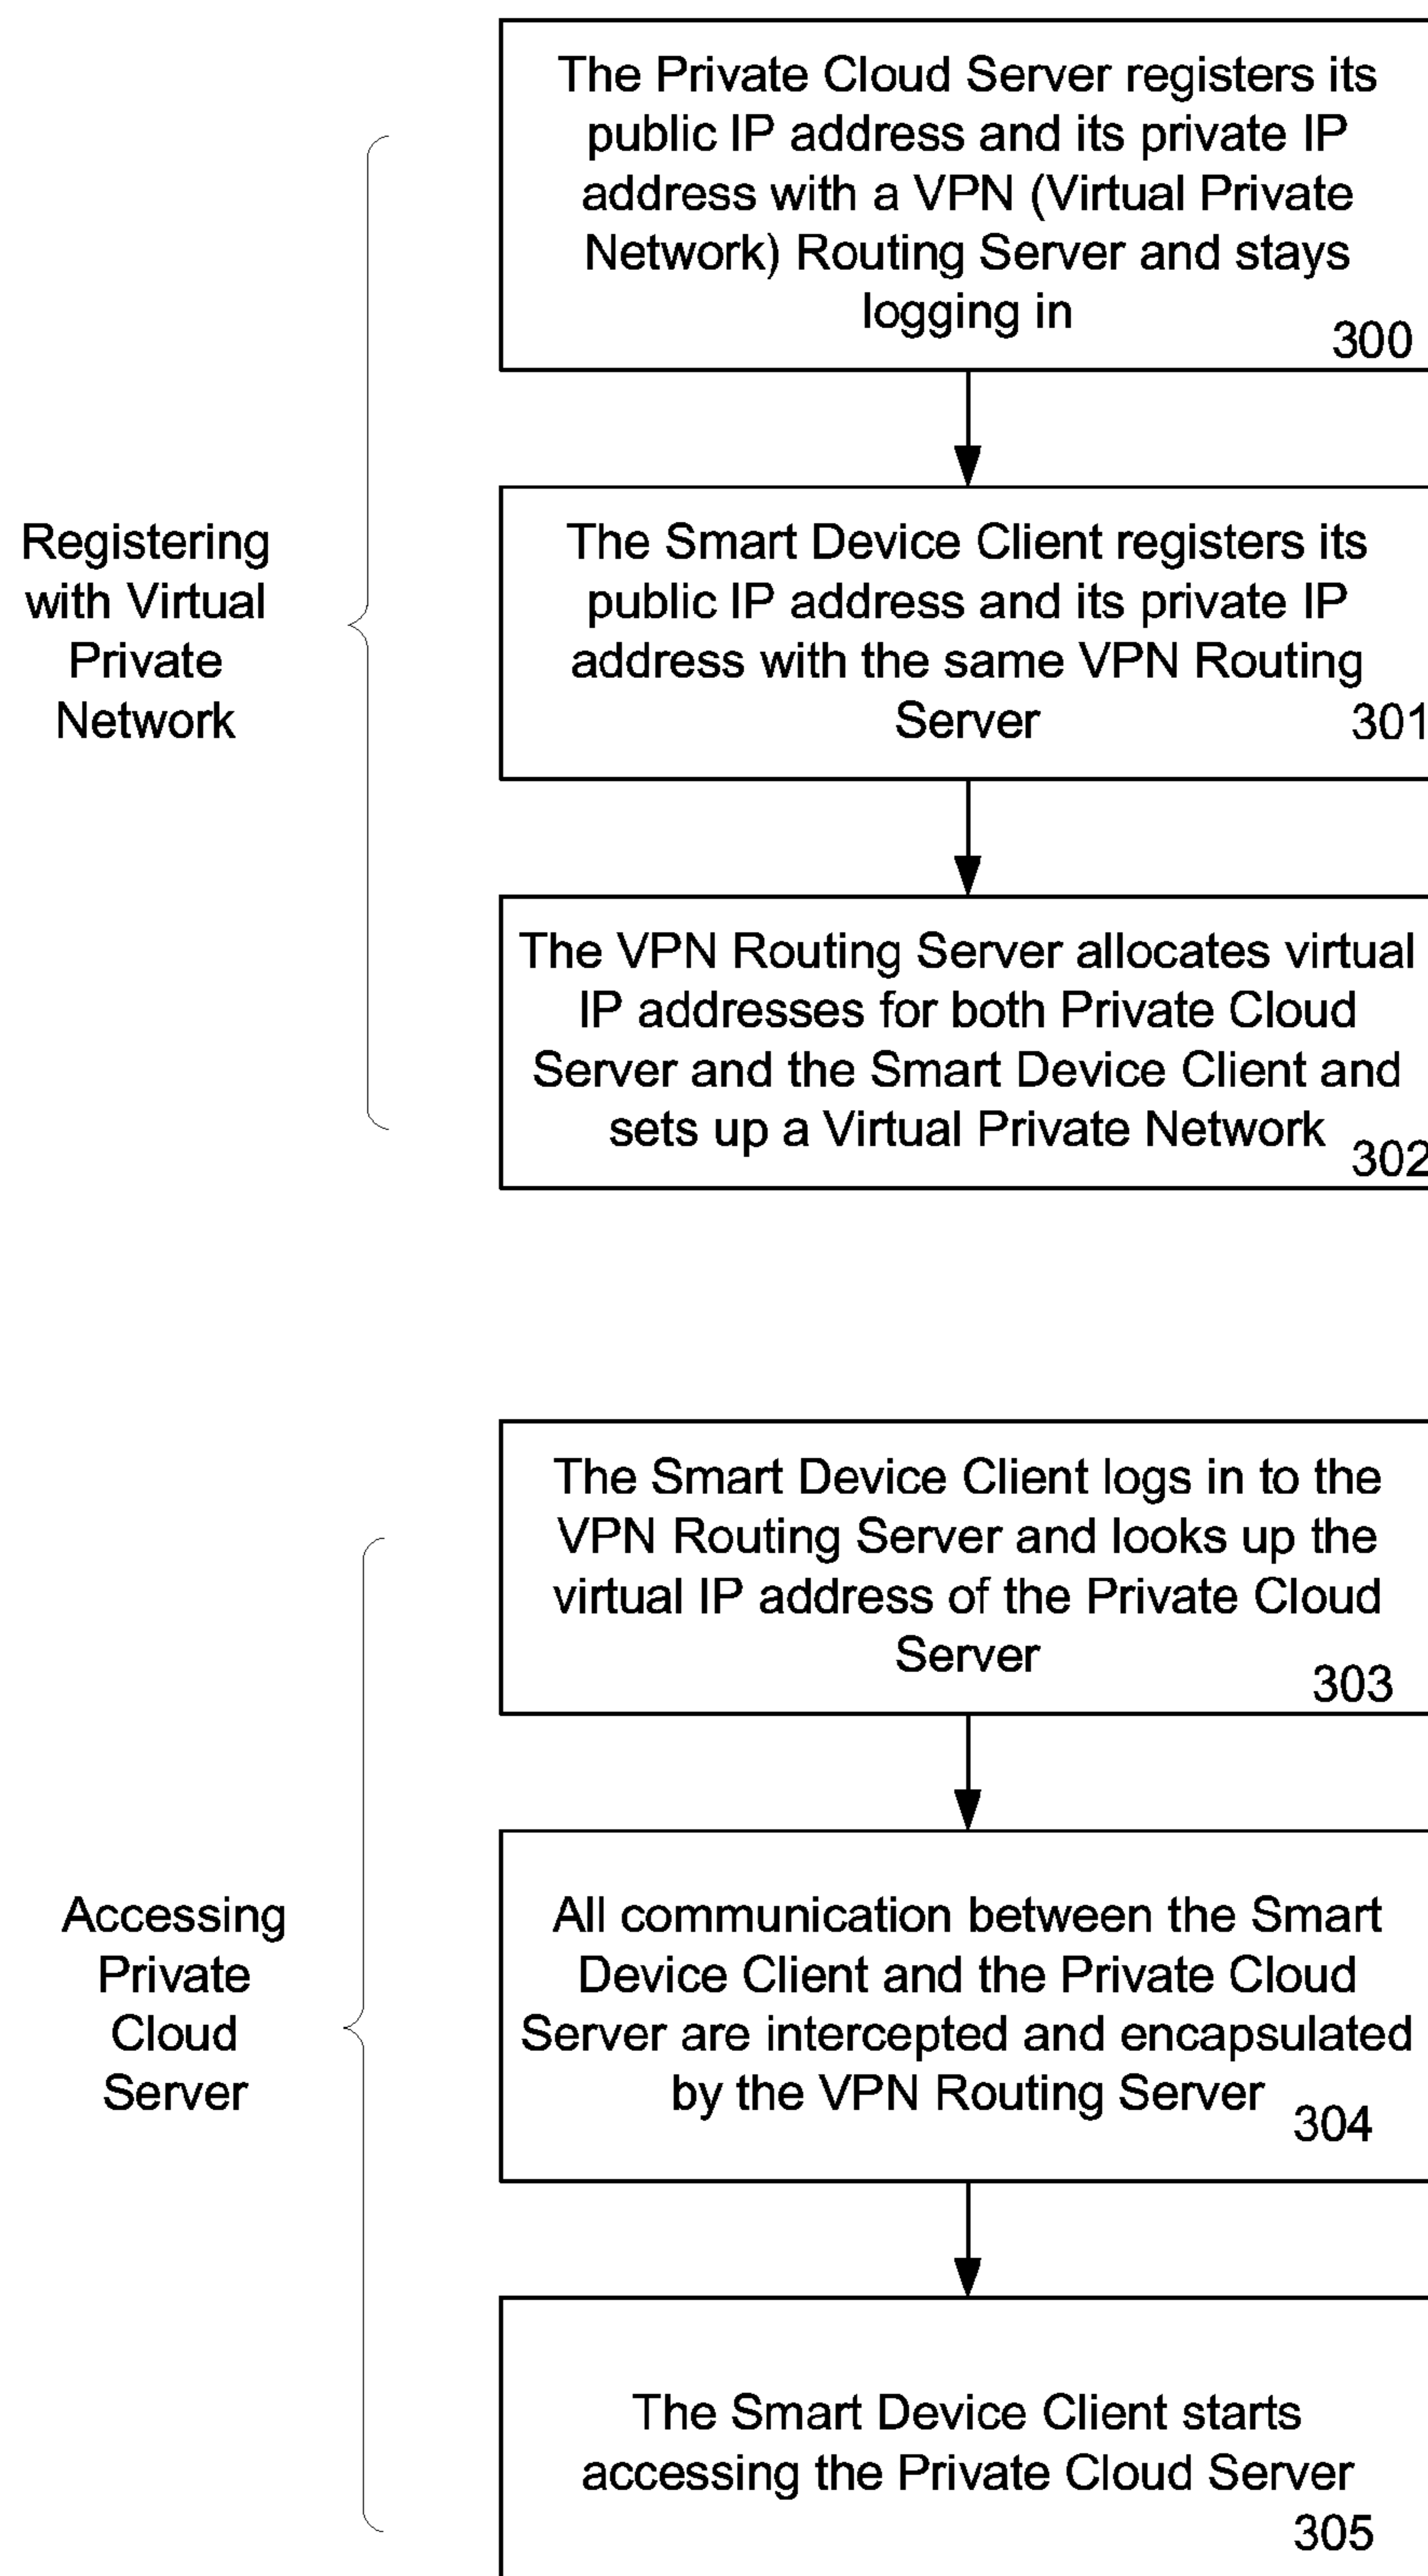 The Private Cloud Server registers its
public IP address and its private IP
address with a VPN (Virtual Private
Network) Routing Server and stays
logging in
300
Registering
with Virtual
Private
Network
The Smart Device Client registers its
public IP address and its private IP
address with the same VPN Routing
Server
301
The VPN Routing Server allocates virtual
IP addresses for both Private Cloud
Server and the Smart Device Client and
sets up a Virtual Private Network
302
The Smart Device Client logs in to the
VPN Routing Server and looks up the
virtual IP address of the Private Cloud
Server
303
Accessing
Private
Cloud
Server
All communication between the Smart
Device Client and the Private Cloud
Server are intercepted and encapsulated
by the VPN Routing Server
304
The Smart Device Client starts
accessing the Private Cloud Server
305